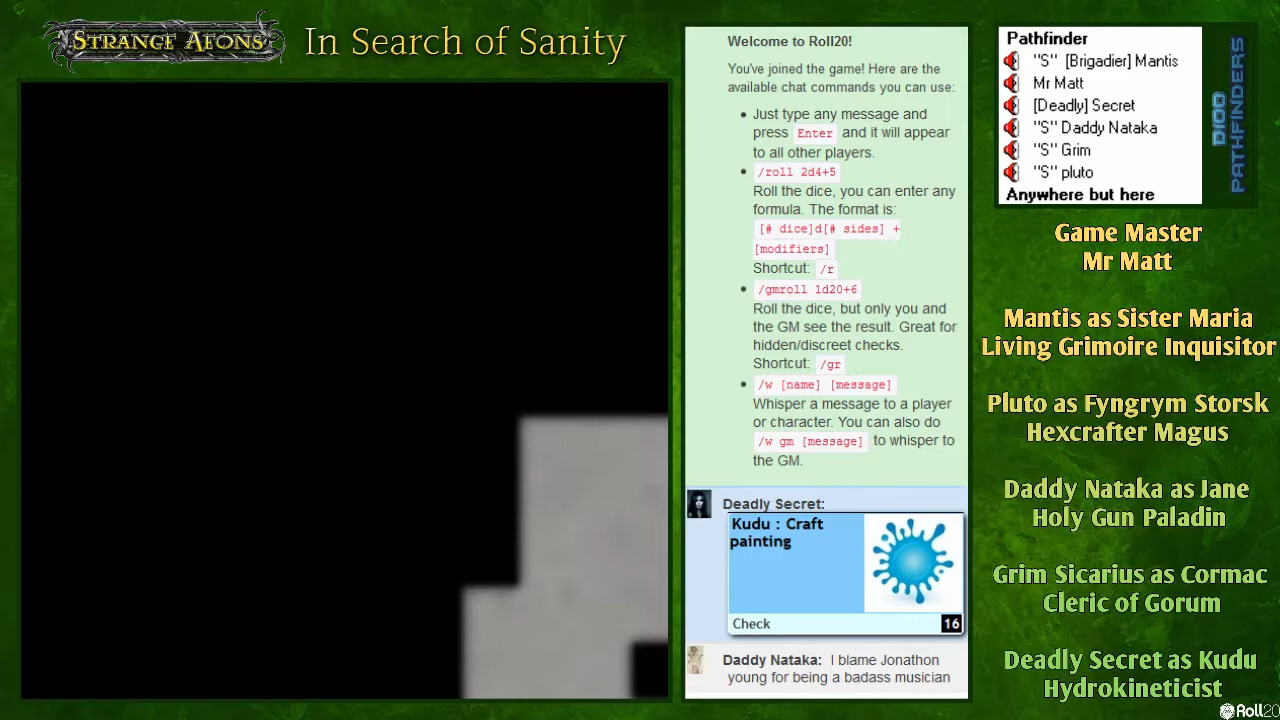 STRANGE AEONS
In Search of Sanity
Welcome to Roll20!
You've joined the game! Here are the
available chat commands you can use:
Just type any message and
press Enter and it will appear
to all other players.
/roll 2d4+5
Roll the dice, you can enter any
formula. The format is:
[# dice]d[# sides] +
[modifiers]
Shortcut: /r
/gmroll 1d20+6
Roll the dice, but only you and
the GM see the result. Great for
hidden/discreet checks.
Shortcut: /gr
/w [name] [message]
Whisper a message to a player
or character. You can also do
/w gm [message] to whisper to
the GM.
Deadly Secret:
Kudu : Craft
painting
Check 16
Daddy Nataka: I blame Jonathon
young for being a badass musician
Pathfinder
"S" [Brigadier] Mantis
Mr Matt
[Deadly] Secret
"S" Daddy Nataka
"S" Grim
"S" pluto
Anywhere but here
D100
PATHFINDERS
Game Master
Mr Matt
Mantis as Sister Maria
Living Grimoire Inquisitor
Pluto as Fyngrym Storsk
Hexcrafter Magus
Daddy Nataka as Jane
Holy Gun Paladin
Grim Sicarius as Cormac
Cleric of Gorum
Deadly Secret as Kudu
Hydrokineticist
Roll20